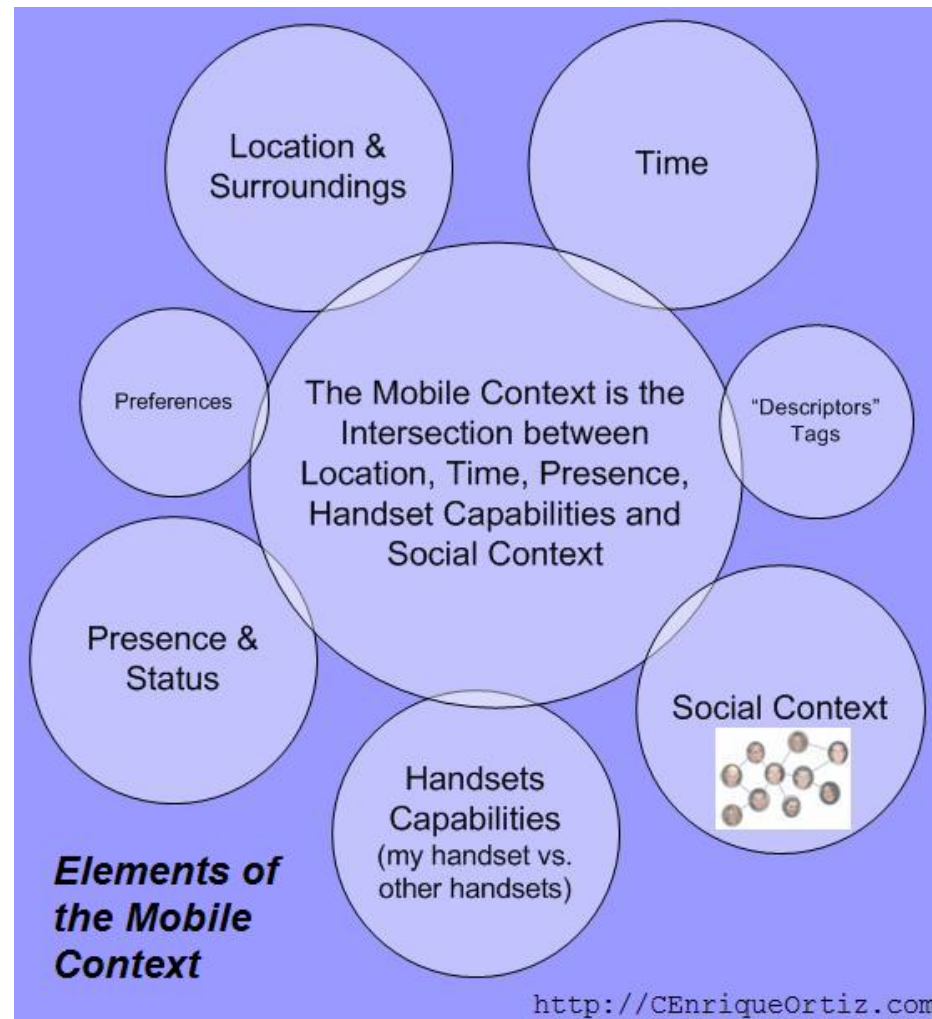 Location &
Surroundings
Time
Preferences
The Mobile Context is the
Intersection between
Location, Time, Presence,
Handset Capabilities and
Social Context
“Descriptors”
Tags
Presence &
Status
Social Context
Handsets
Capabilities
(my handset vs.
other handsets)
Elements of
the Mobile
Context
http://CEnriqueOrtiz.com